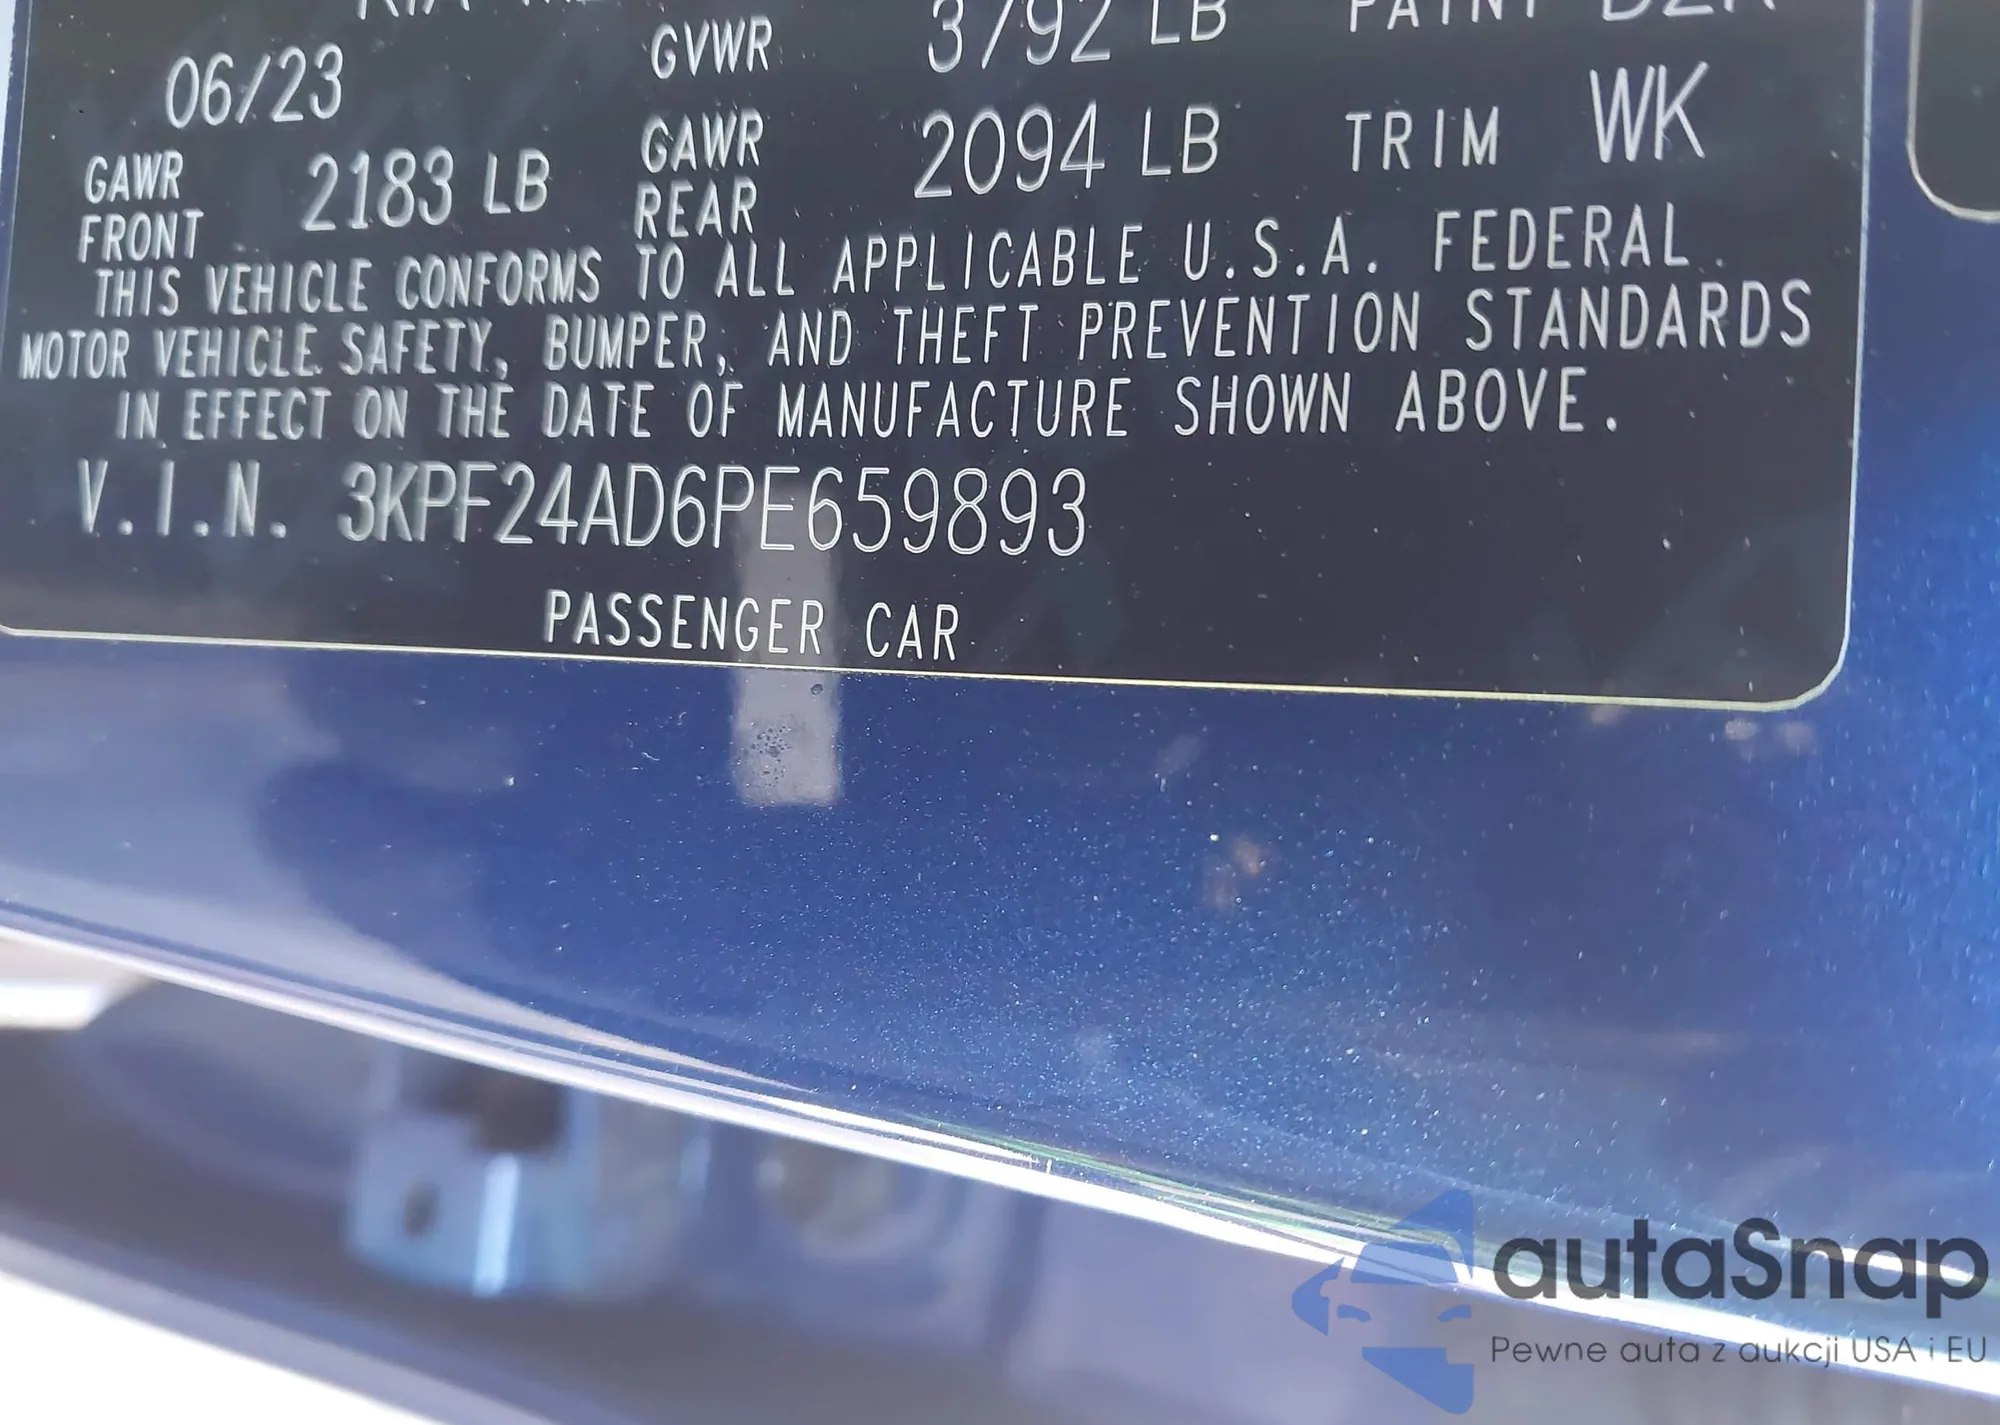 06/23 GVWR 3792 LB PAINT
GAWR FRONT 2183 LB GAWR REAR 2094 LB TRIM WK
THIS VEHICLE CONFORMS TO ALL APPLICABLE U.S.A. FEDERAL
MOTOR VEHICLE SAFETY, BUMPER, AND THEFT PREVENTION STANDARDS
IN EFFECT ON THE DATE OF MANUFACTURE SHOWN ABOVE.
V.I.N. 3KPF24AD6PE659893
PASSENGER CAR
autaSnap
Pewne auta z aukcji USA i EU